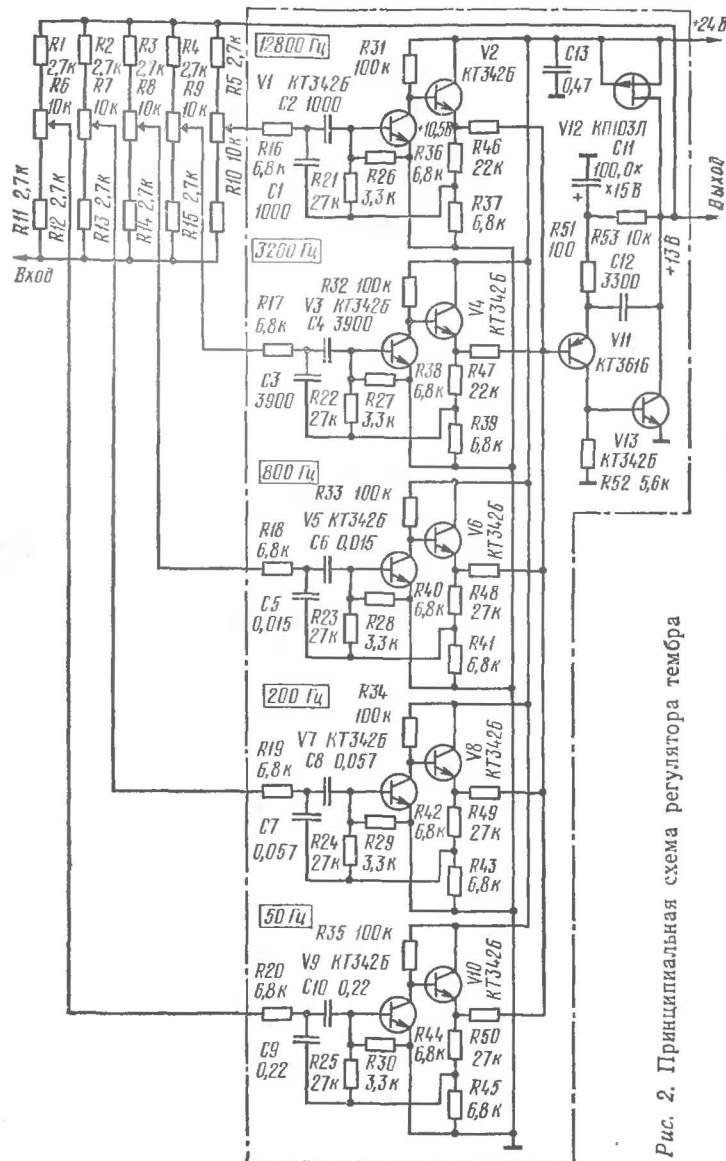 12800 Гц
3200 Гц
800 Гц
200 Гц
50 Гц
R1
2,7к
R2
2,7к
R3
2,7к
R4
2,7к
R5 2,7к
R6
10к
R7
10к
R8
10к
R9
10к
R10 10к
R11 2,7к
R12 2,7к
R13 2,7к
R14 2,7к
R15 2,7к
Вход
V1 КТ342Б
C2 1000
R16
6,8к
C1
1000
R21
27к
R26
3,3к
R31
100к
+10,5В
V2
КТ342Б
R36
6,8к
R46
22к
R37
6,8к
C13
0,47
+24В
V12 КП103Л
C11
100,0×
×15В
+
Выход
R51
100
R53 10к
C12
3300
+13В
V11
КТ361б
V13
КТ342Б
R52 5,6к
R17
6,8к
V3 КТ342Б
C4 3900
R32 100к
V4
КТ342Б
C3
3900
R22
27к
R27
3,3к
R38
6,8к
R47
22к
R39
6,8к
R33 100к
R18
6,8к
V5 КТ342Б
C6 0,015
V6
КТ342Б
C5
0,015
R23
27к
R28
3,3к
R40
6,8к
R48
27к
R41
6,8к
R34
100к
R19
6,8к
V7 КТ342Б
C8 0,057
V8
КТ342Б
C7
0,057
R24
27к
R29
3,3к
R42
6,8к
R49
27к
R43
6,8к
R35 100к
R20
6,8к
V9 КТ342Б
C10 0,22
V10
КТ342Б
C9
0,22
R25
27к
R30
3,3к
R44
6,8к
R50
27к
R45
6,8к
Рис. 2. Принципиальная схема регулятора тембра